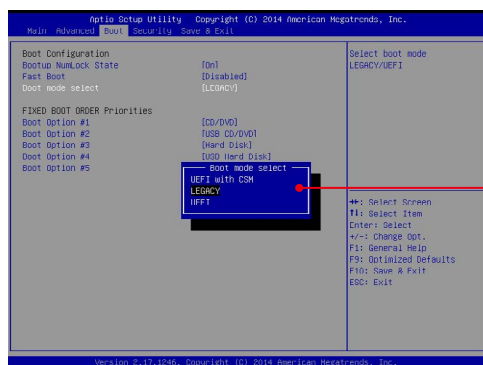 Aptio Setup Utility Copyright (C) 2014 American Megatrends, Inc.
Main Advanced Boot Security Save & Exit
Boot Configuration
Bootup NumLock State [On]
Fast Boot [Disabled]
Boot mode select [LEGACY]
FIXED BOOT ORDER Priorities
Boot Option #1 [CD/DVD]
Boot Option #2 [USB CD/DVD]
Boot Option #3 [Hard Disk]
Boot Option #4 [USB Hard Disk]
Boot Option #5
Boot mode select
UEFI with CSM
LEGACY
UEFI
Select boot mode
LEGACY/UEFI
→←: Select Screen
↑↓: Select Item
Enter: Select
+/-: Change Opt.
F1: General Help
F9: Optimized Defaults
F10: Save & Exit
ESC: Exit
Version 2.17.1246. Copyright (C) 2014 American Megatrends, Inc.